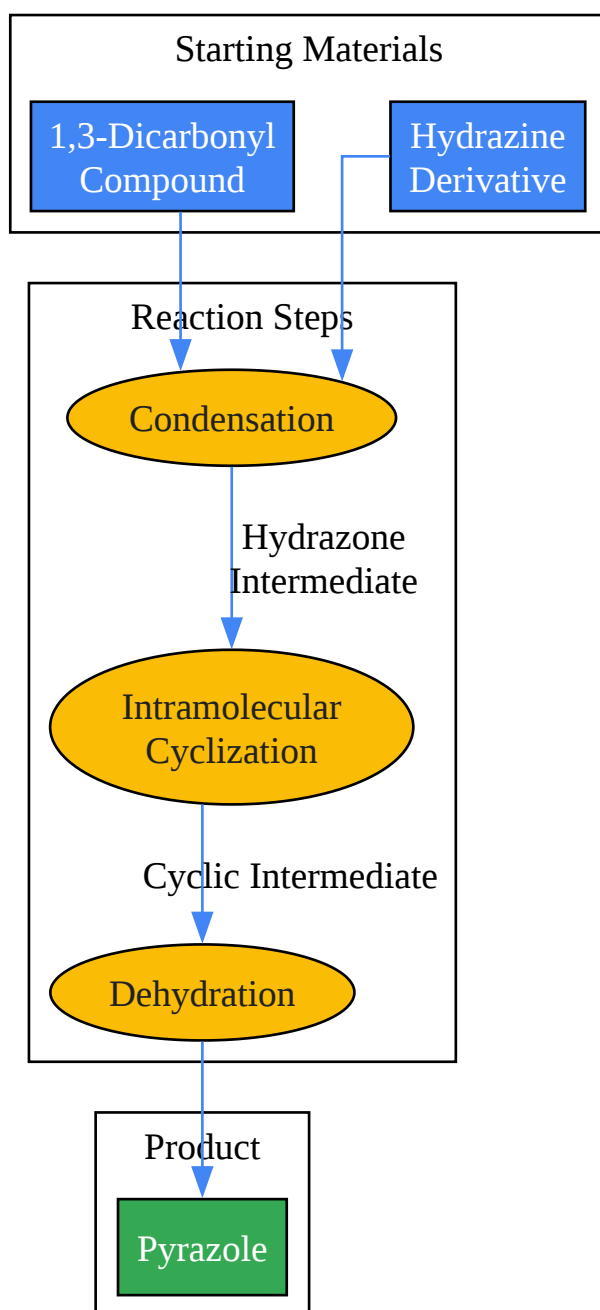 Starting Materials
1,3-Dicarbonyl
Compound
Hydrazine
Derivative
Reaction Steps
Condensation
Hydrazone
Intermediate
Intramolecular
Cyclization
Cyclic Intermediate
Dehydration
Product
Pyrazole